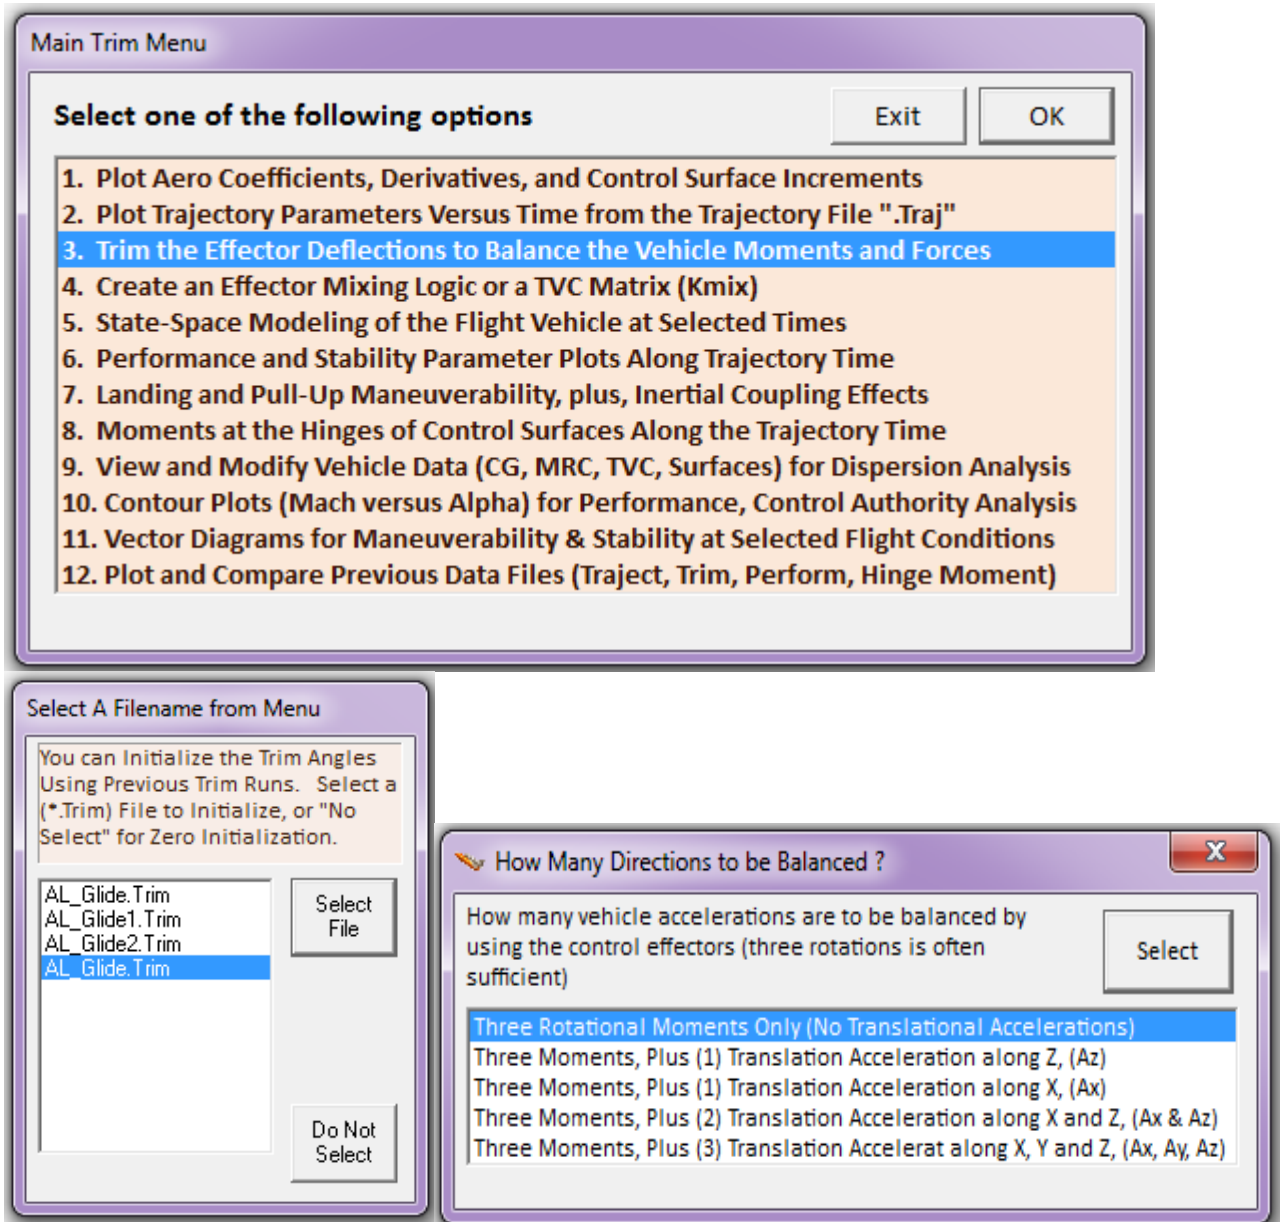 Main Trim Menu
Select one of the following options
Exit
OK
1. Plot Aero Coefficients, Derivatives, and Control Surface Increments
2. Plot Trajectory Parameters Versus Time from the Trajectory File ".Traj"
3. Trim the Effector Deflections to Balance the Vehicle Moments and Forces
4. Create an Effector Mixing Logic or a TVC Matrix (Kmix)
5. State-Space Modeling of the Flight Vehicle at Selected Times
6. Performance and Stability Parameter Plots Along Trajectory Time
7. Landing and Pull-Up Maneuverability, plus, Inertial Coupling Effects
8. Moments at the Hinges of Control Surfaces Along the Trajectory Time
9. View and Modify Vehicle Data (CG, MRC, TVC, Surfaces) for Dispersion Analysis
10. Contour Plots (Mach versus Alpha) for Performance, Control Authority Analysis
11. Vector Diagrams for Maneuverability & Stability at Selected Flight Conditions
12. Plot and Compare Previous Data Files (Traject, Trim, Perform, Hinge Moment)
Select A Filename from Menu
You can Initialize the Trim Angles
Using Previous Trim Runs. Select a
(*.Trim) File to Initialize, or "No
Select" for Zero Initialization.
AL_Glide.Trim
AL_Glide1.Trim
AL_Glide2.Trim
AL_Glide.Trim
Select
File
Do Not
Select
How Many Directions to be Balanced ?
X
How many vehicle accelerations are to be balanced by
using the control effectors (three rotations is often
sufficient)
Select
Three Rotational Moments Only (No Translational Accelerations)
Three Moments, Plus (1) Translation Acceleration along Z, (Az)
Three Moments, Plus (1) Translation Acceleration along X, (Ax)
Three Moments, Plus (2) Translation Acceleration along X and Z, (Ax & Az)
Three Moments, Plus (3) Translation Accelerat along X, Y and Z, (Ax, Ay, Az)